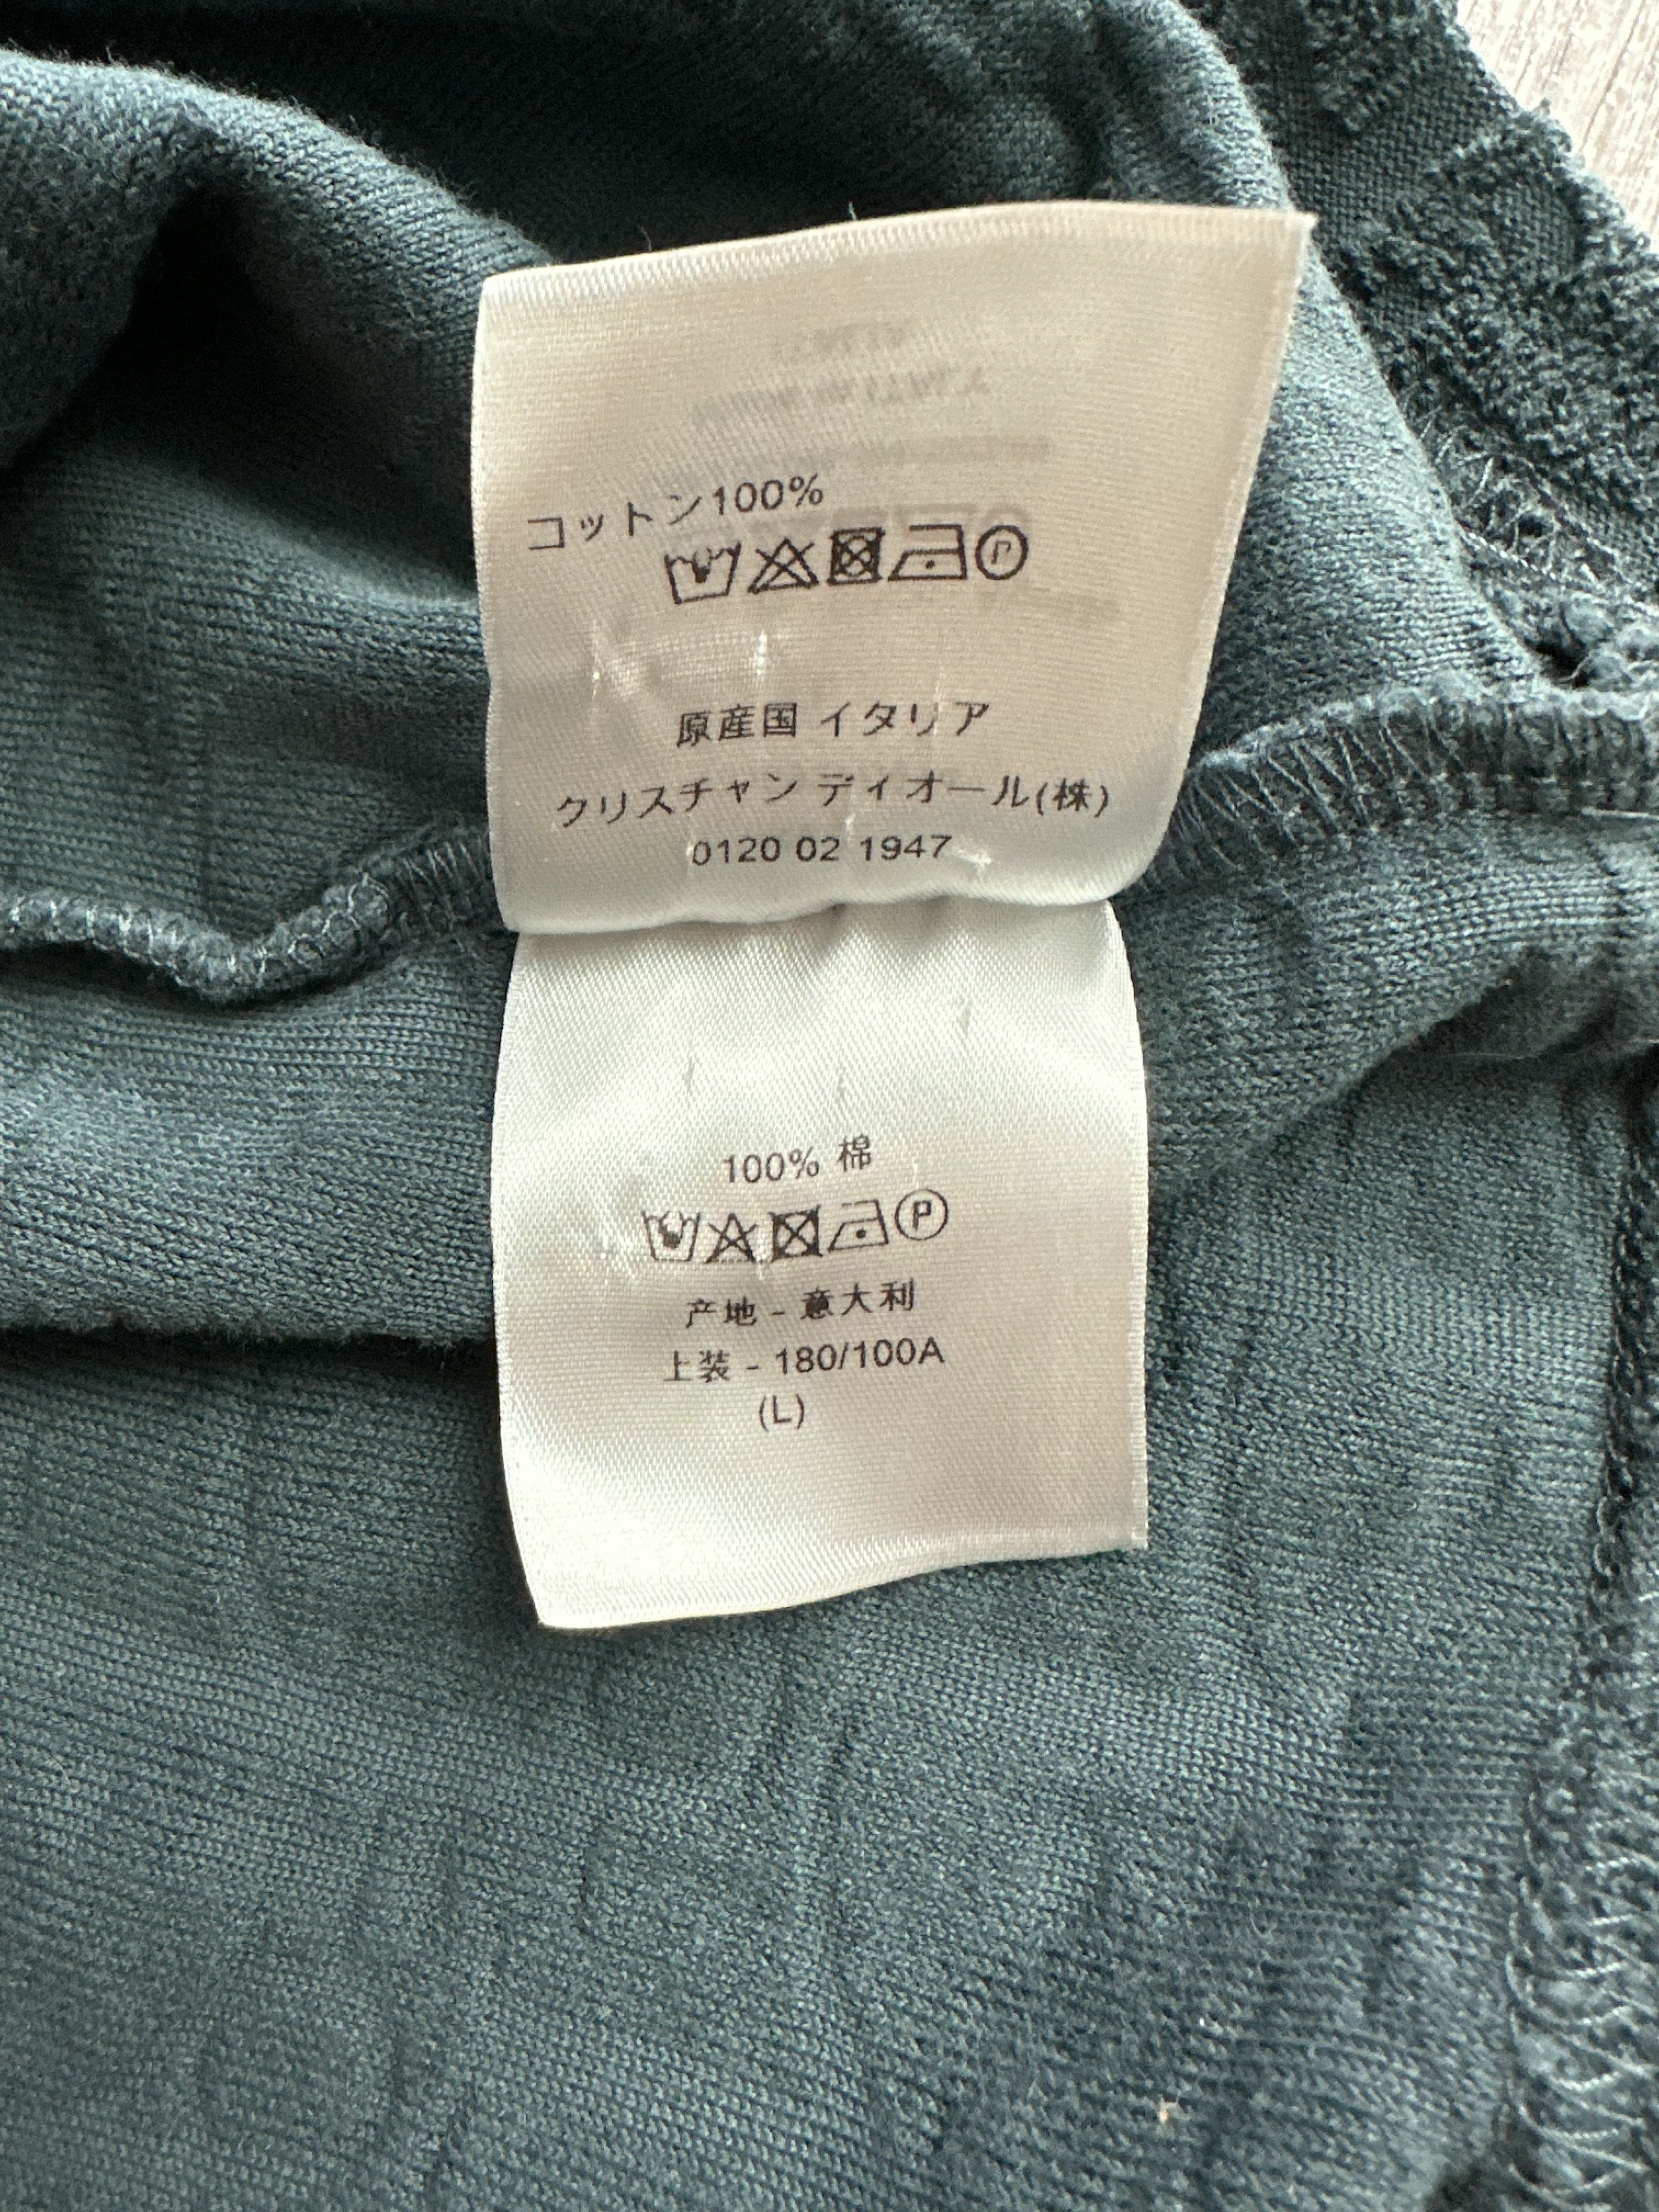 コットン100%
P
原産国 イタリア
クリスチャン ディオール(株)
0120 02 1947
100% 棉
P
产地 - 意大利
上装 - 180/100A
(L)